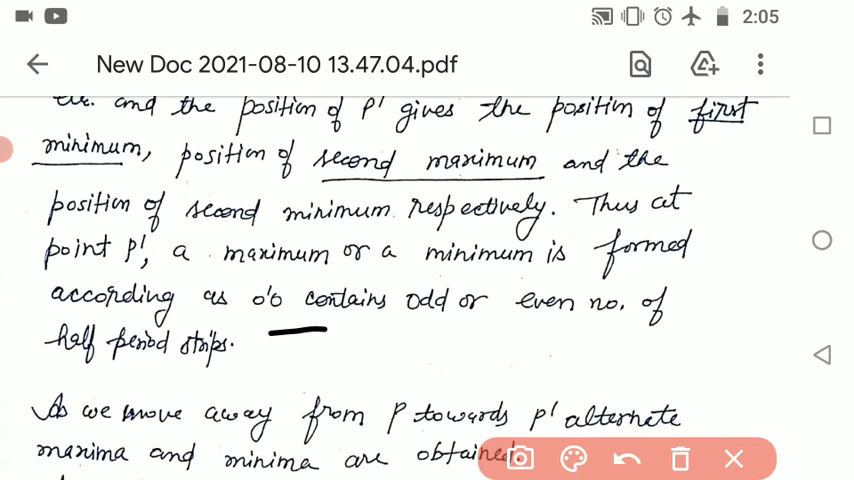 2:05
New Doc 2021-08-10 13.47.04.pdf
etc. and the position of P' gives the position of first
minimum, position of second maximum and the
position of second minimum respectively. Thus at
point P', a maximum or a minimum is formed
according as o'o contains odd or even no. of
half period strips.
As we move away from P towards P' alternate
maxima and minima are obtained.